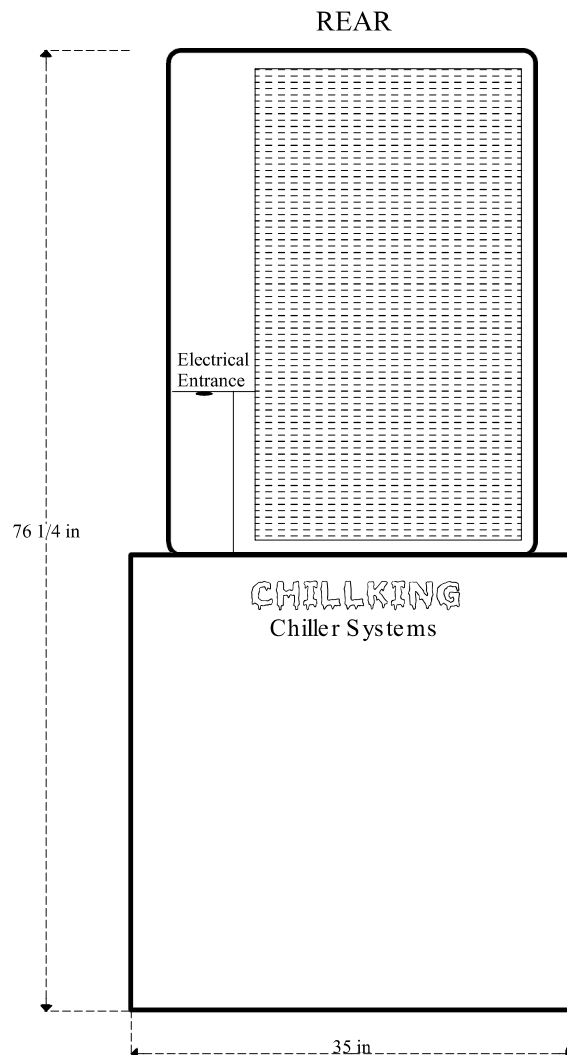 REAR
Electrical
Entrance
76 1/4 in
CHILLKING
Chiller Systems
35 in